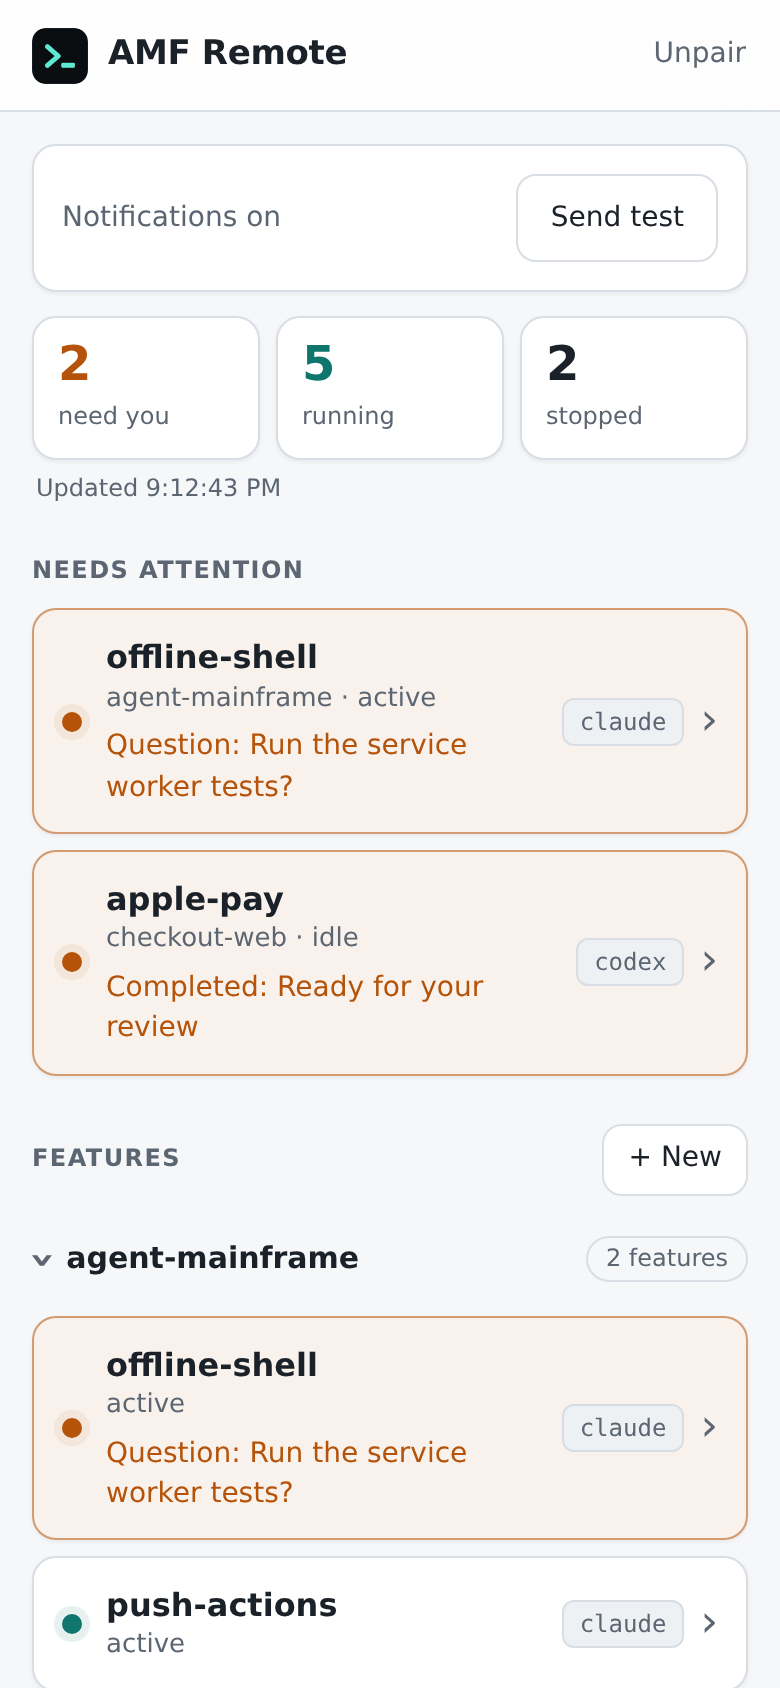 AMF Remote
Unpair
Notifications on
Send test
2
need you
5
running
2
stopped
Updated 9:12:43 PM
NEEDS ATTENTION
offline-shell
agent-mainframe · active
Question: Run the service
worker tests?
claude
apple-pay
checkout-web · idle
Completed: Ready for your
review
codex
FEATURES
+ New
agent-mainframe
2 features
offline-shell
active
Question: Run the service
worker tests?
claude
push-actions
active
claude